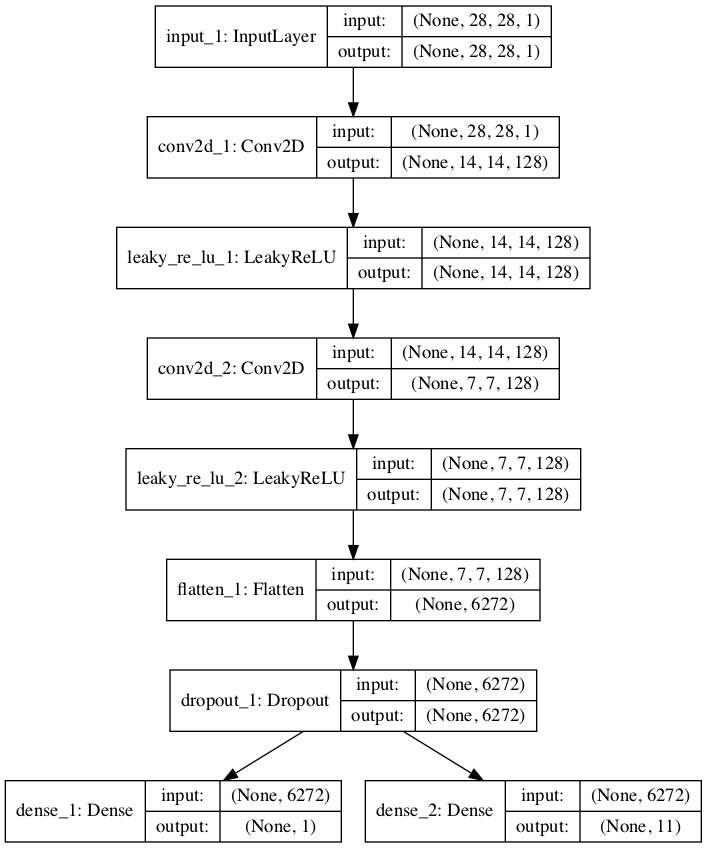 input_1: InputLayer
input:
(None, 28, 28, 1)
output:
(None, 28, 28, 1)
conv2d_1: Conv2D
input:
(None, 28, 28, 1)
output:
(None, 14, 14, 128)
leaky_re_lu_1: LeakyReLU
input:
(None, 14, 14, 128)
output:
(None, 14, 14, 128)
conv2d_2: Conv2D
input:
(None, 14, 14, 128)
output:
(None, 7, 7, 128)
leaky_re_lu_2: LeakyReLU
input:
(None, 7, 7, 128)
output:
(None, 7, 7, 128)
flatten_1: Flatten
input:
(None, 7, 7, 128)
output:
(None, 6272)
dropout_1: Dropout
input:
(None, 6272)
output:
(None, 6272)
dense_1: Dense
input:
(None, 6272)
output:
(None, 1)
dense_2: Dense
input:
(None, 6272)
output:
(None, 11)